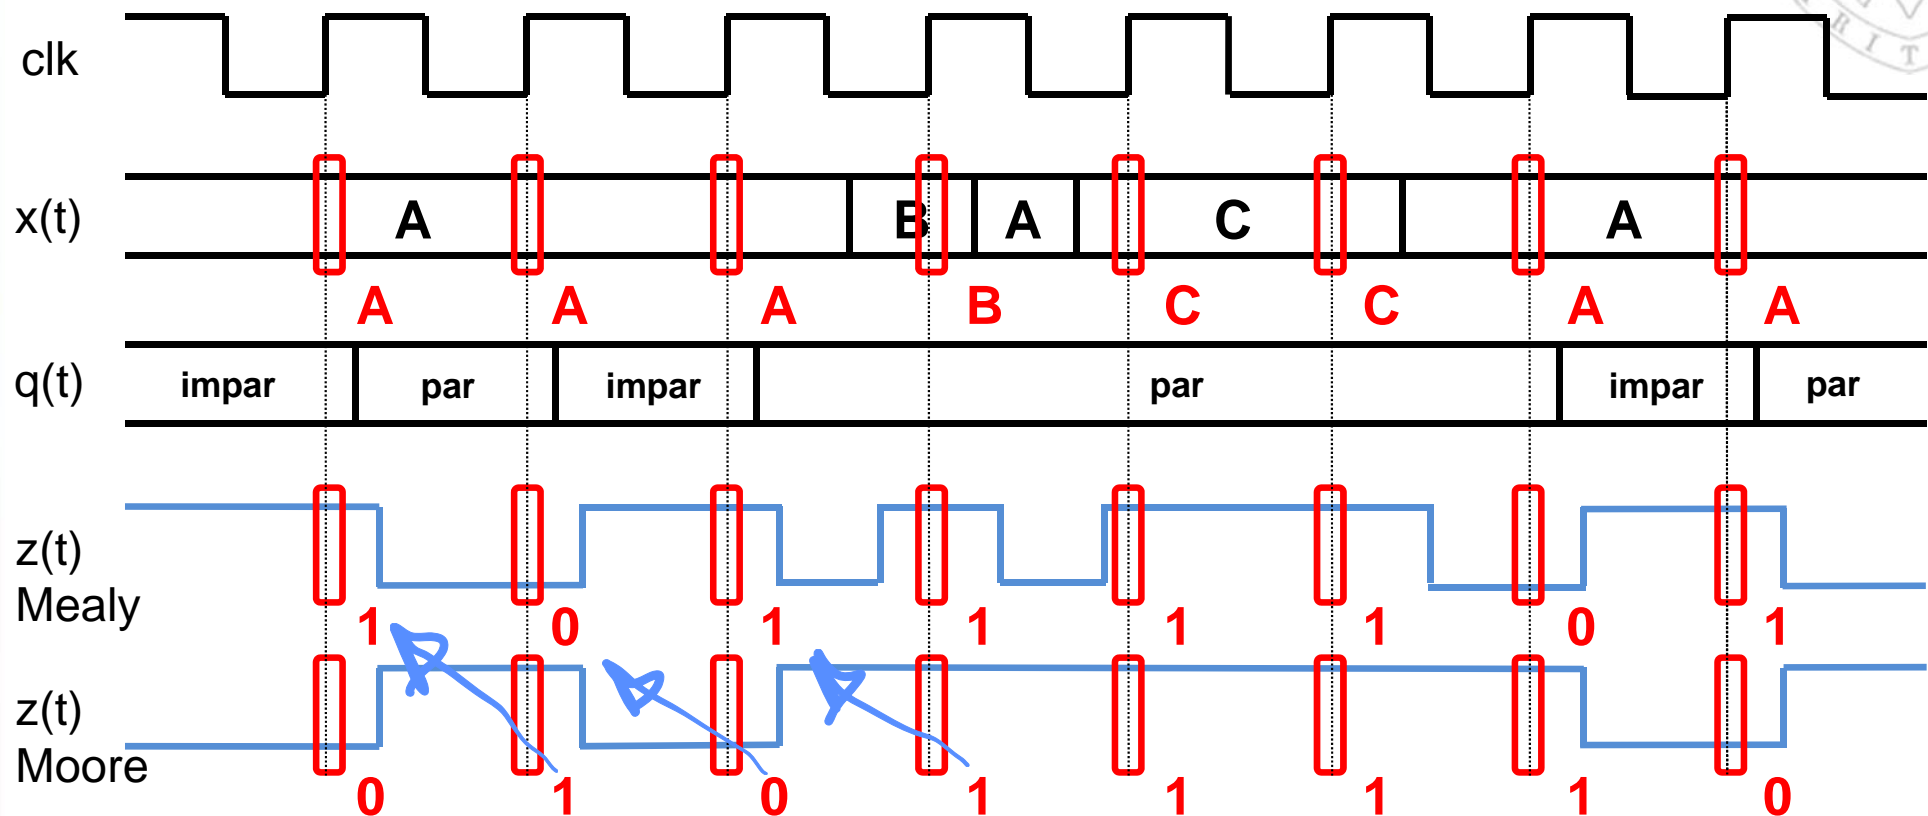 clk
x(t) A B A C A
A A A B C C A A
q(t) impar par impar par impar par
z(t)
Mealy
1 0 1 1 1 1 0 1
z(t)
Moore
0 1 0 1 1 1 1 0
R I T